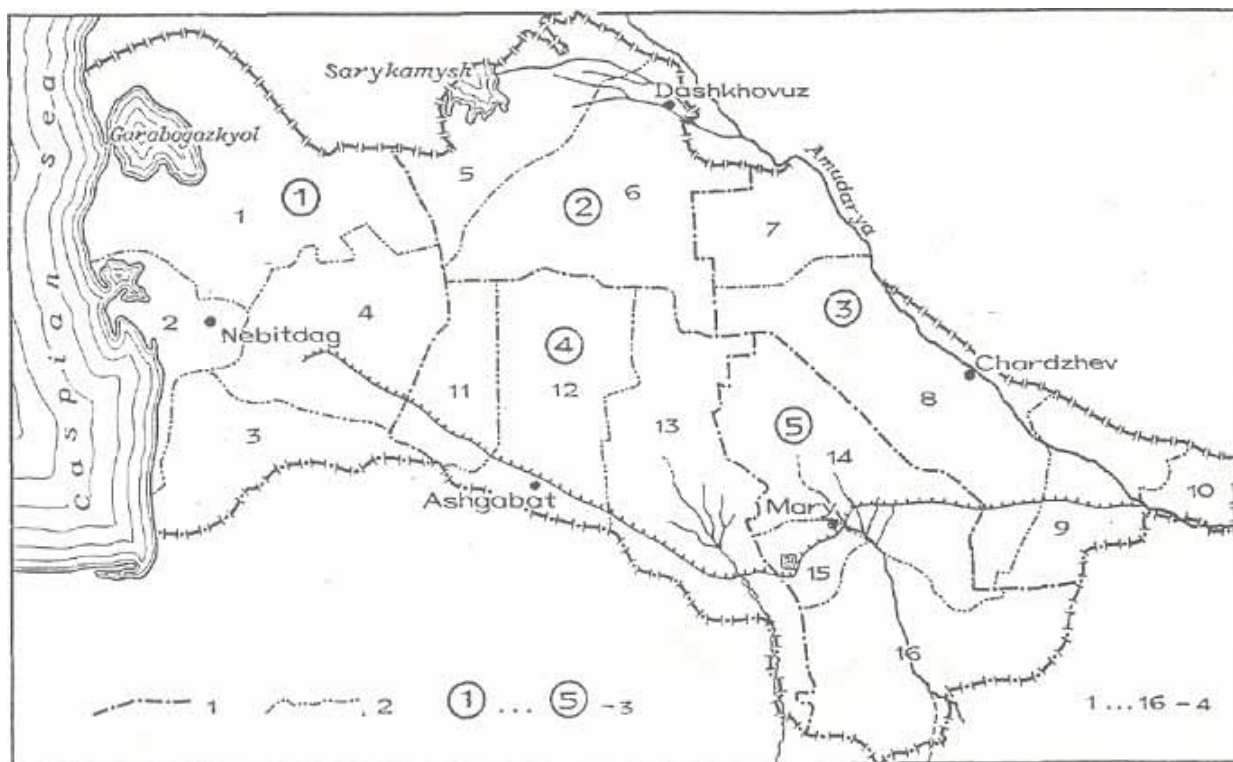 Caspian sea
Garabogazkyol
Sarykamysh
Dashkhovuz
Amudarya
5
6
1
①
②
7
③
2
Nebitdag
4
④
Chardzhev
11
12
8
3
13
⑤
14
Ashgabat
Mary
10
9
15
16
1
2
① ... ⑤ -3
1 ... 16 - 4